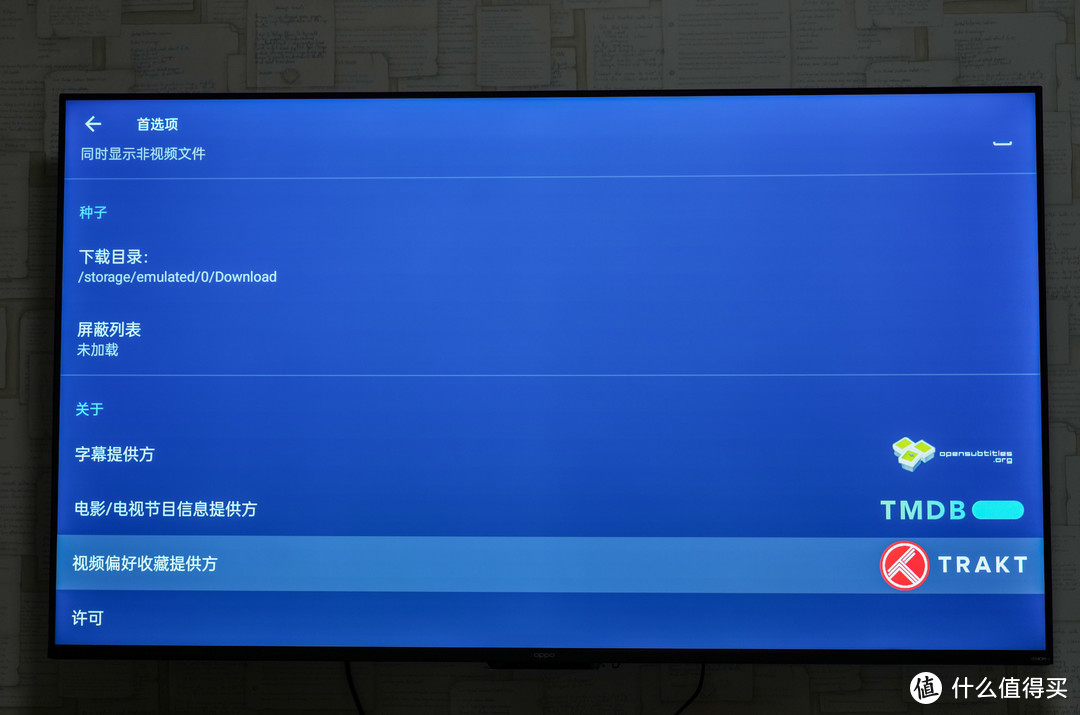 首选项
同时显示非视频文件
种子
下载目录：
/storage/emulated/0/Download
屏蔽列表
未加载
关于
字幕提供方
opensubtitles
.org
电影/电视节目信息提供方
TMDB
视频偏好收藏提供方
TRAKT
许可
oppo
值 什么值得买